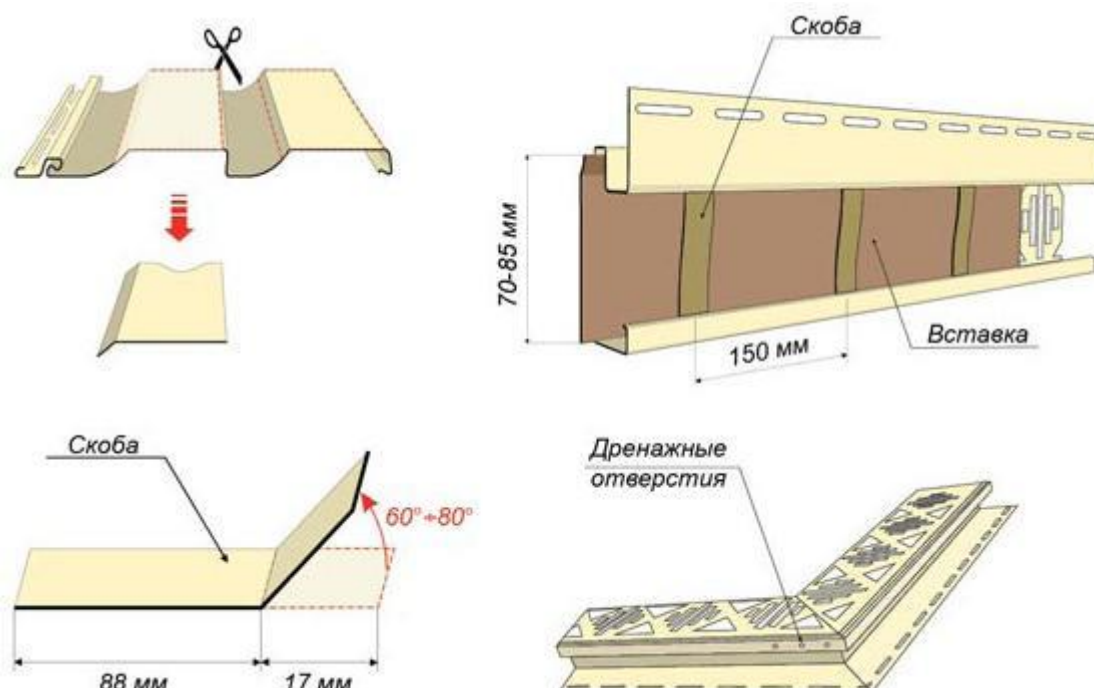 Скоба
70-85 мм
150 мм
Вставка
Скоба
60°÷80°
88 мм
17 мм
Дренажные
отверстия